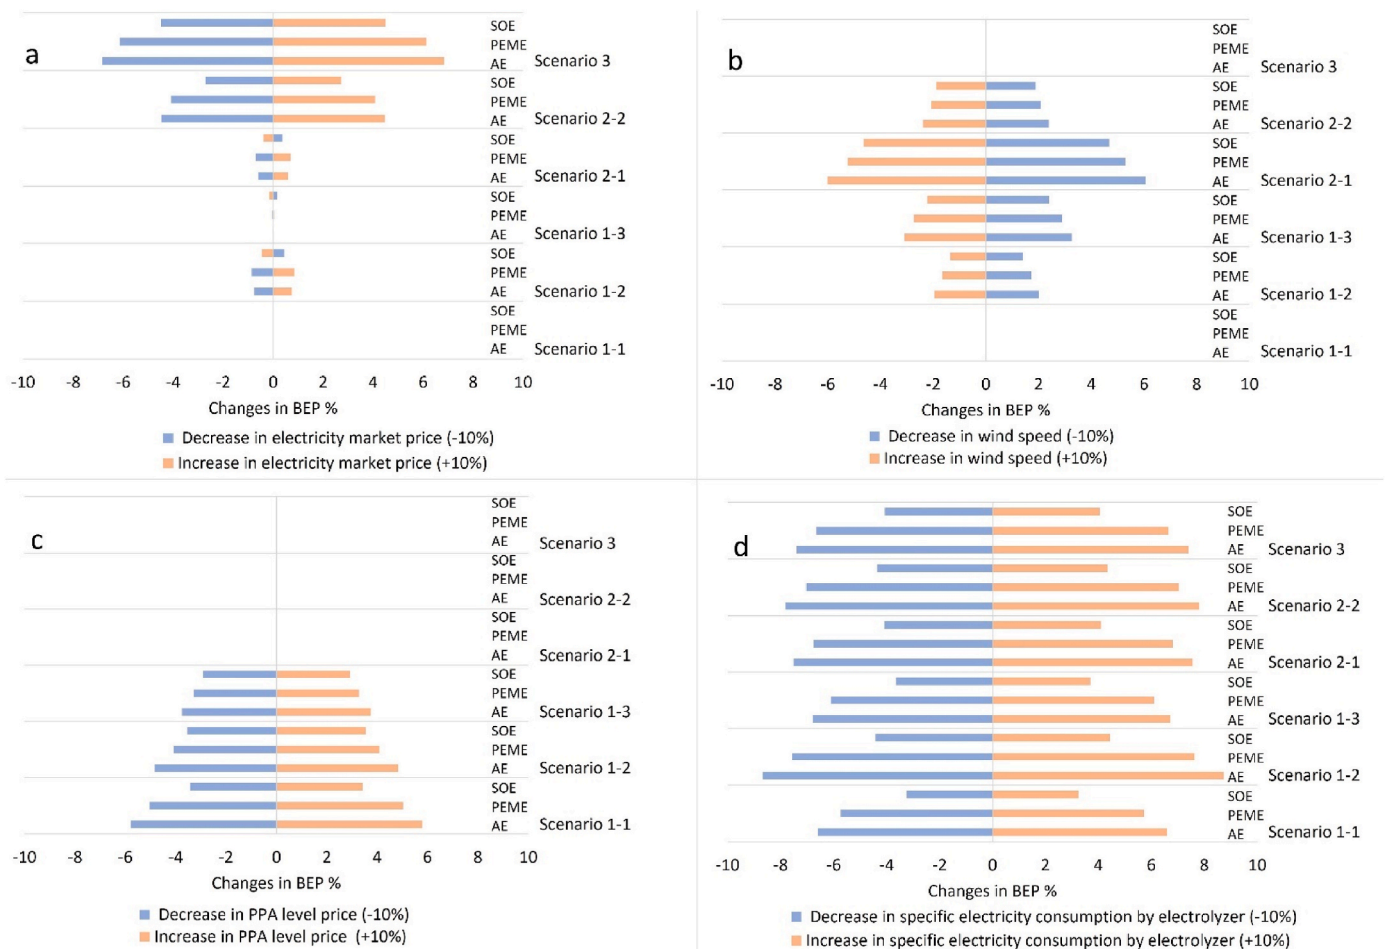 a
SOE
PEME
AE Scenario 3
SOE
PEME
AE Scenario 2-2
SOE
PEME
AE Scenario 2-1
SOE
PEME
AE Scenario 1-3
SOE
PEME
AE Scenario 1-2
SOE
PEME
AE Scenario 1-1
-10 -8 -6 -4 -2 0 2 4 6 8 10
Changes in BEP %
Decrease in electricity market price (-10%)
Increase in electricity market price (+10%)
b
SOE
PEME
AE Scenario 3
SOE
PEME
AE Scenario 2-2
SOE
PEME
AE Scenario 2-1
SOE
PEME
AE Scenario 1-3
SOE
PEME
AE Scenario 1-2
SOE
PEME
AE Scenario 1-1
-10 -8 -6 -4 -2 0 2 4 6 8 10
Changes in BEP %
Decrease in wind speed (-10%)
Increase in wind speed (+10%)
c
SOE
PEME
AE Scenario 3
SOE
PEME
AE Scenario 2-2
SOE
PEME
AE Scenario 2-1
SOE
PEME
AE Scenario 1-3
SOE
PEME
AE Scenario 1-2
SOE
PEME
AE Scenario 1-1
-10 -8 -6 -4 -2 0 2 4 6 8 10
Changes in BEP %
Decrease in PPA level price (-10%)
Increase in PPA level price (+10%)
d
SOE
PEME
AE Scenario 3
SOE
PEME
AE Scenario 2-2
SOE
PEME
AE Scenario 2-1
SOE
PEME
AE Scenario 1-3
SOE
PEME
AE Scenario 1-2
SOE
PEME
AE Scenario 1-1
-10 -8 -6 -4 -2 0 2 4 6 8 10
Changes in BEP %
Decrease in specific electricity consumption by electrolyzer (-10%)
Increase in specific electricity consumption by electrolyzer (+10%)